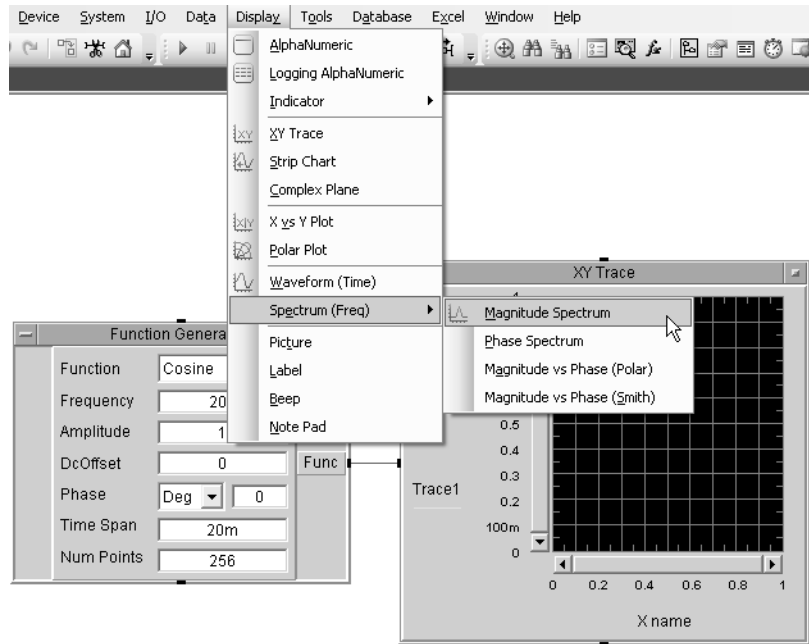 Device System I/O Data Display Tools Database Excel Window Help
AlphaNumeric
Logging AlphaNumeric
Indicator
XY Trace
Strip Chart
Complex Plane
X vs Y Plot
Polar Plot
Waveform (Time)
Spectrum (Freq)
Picture
Label
Beep
Note Pad
Magnitude Spectrum
Phase Spectrum
Magnitude vs Phase (Polar)
Magnitude vs Phase (Smith)
Function Genera
Function Cosine
Frequency 20
Amplitude 1
DcOffset 0
Phase Deg 0
Time Span 20m
Num Points 256
Func
XY Trace
Trace1
0.5
0.4
0.3
0.2
100m
0
0 0.2 0.4 0.6 0.8 1
X name